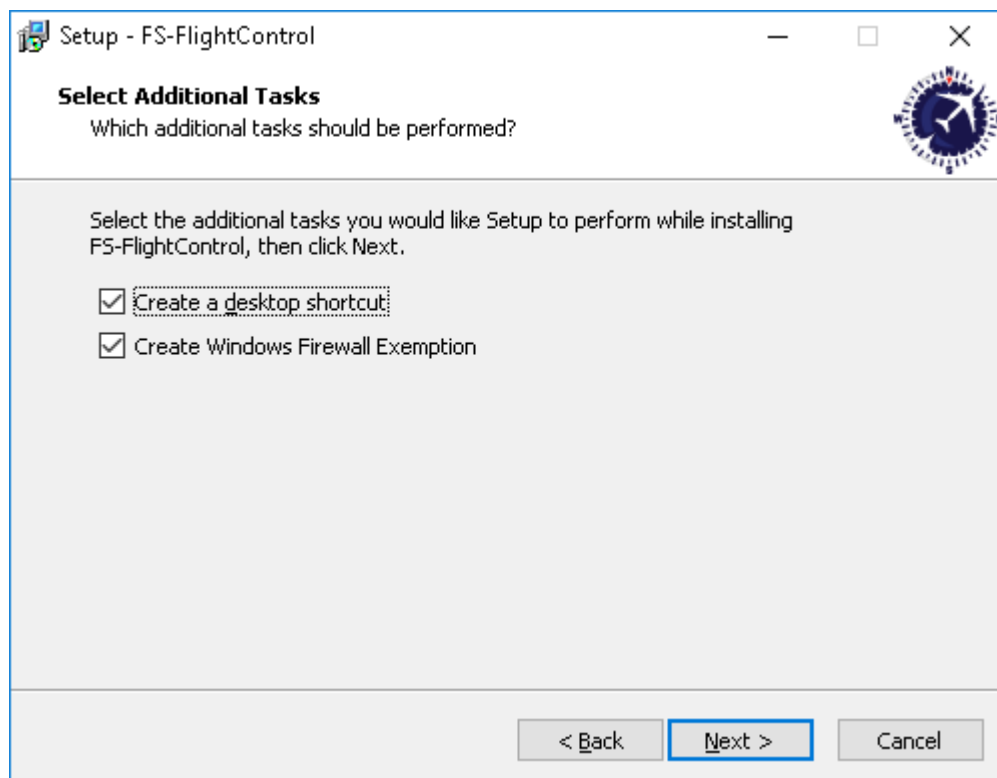 Setup - FS-FlightControl
Select Additional Tasks
Which additional tasks should be performed?
Select the additional tasks you would like Setup to perform while installing
FS-FlightControl, then click Next.
Create a desktop shortcut
Create Windows Firewall Exemption
< Back
Next >
Cancel